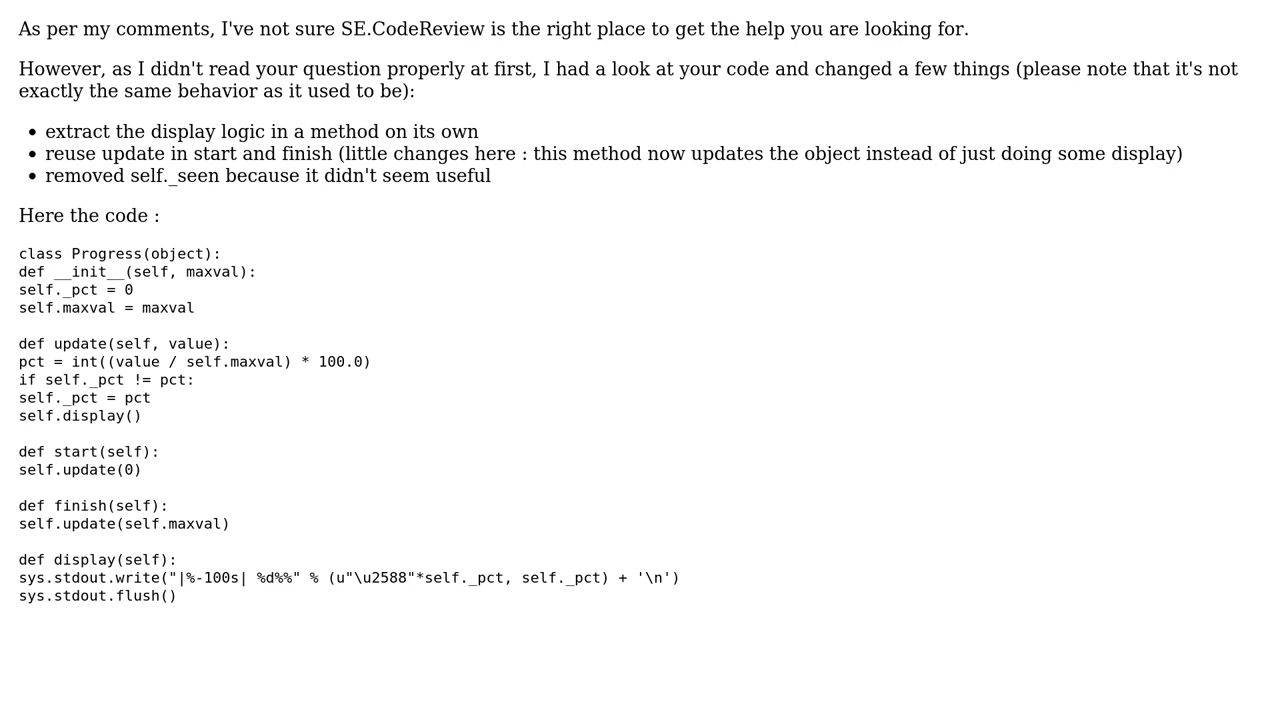 As per my comments, I've not sure SE.CodeReview is the right place to get the help you are looking for.
However, as I didn't read your question properly at first, I had a look at your code and changed a few things (please note that it's not
exactly the same behavior as it used to be):
• extract the display logic in a method on its own
• reuse update in start and finish (little changes here : this method now updates the object instead of just doing some display)
• removed self._seen because it didn't seem useful
Here the code :
class Progress(object):
def __init__(self, maxval):
self._pct = 0
self.maxval = maxval
def update(self, value):
pct = int((value / self.maxval) * 100.0)
if self._pct != pct:
self._pct = pct
self.display()
def start(self):
self.update(0)
def finish(self):
self.update(self.maxval)
def display(self):
sys.stdout.write("|%-100s| %d%%" % (u"\u2588"*self._pct, self._pct) + '\n')
sys.stdout.flush()